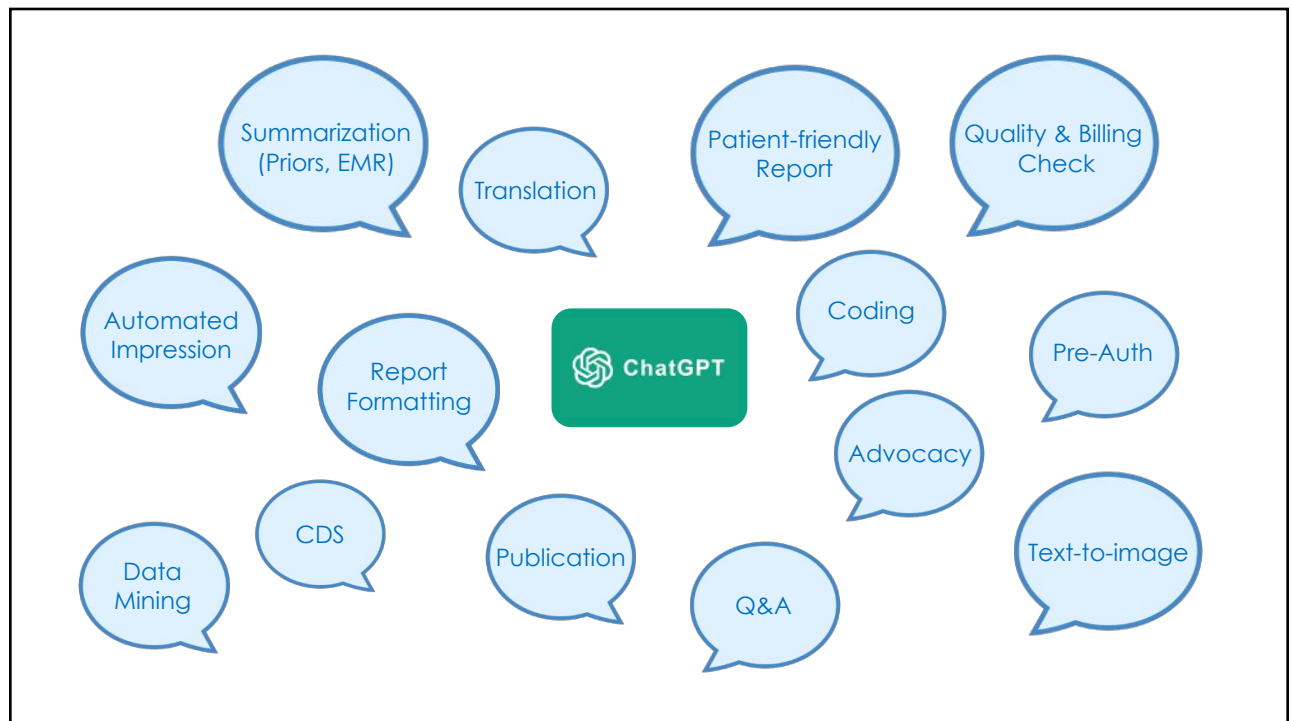 Summarization
(Priors, EMR)
Translation
Patient-friendly
Report
Quality & Billing
Check
Automated
Impression
Report
Formatting
ChatGPT
Coding
Pre-Auth
Advocacy
Data
Mining
CDS
Publication
Q&A
Text-to-image